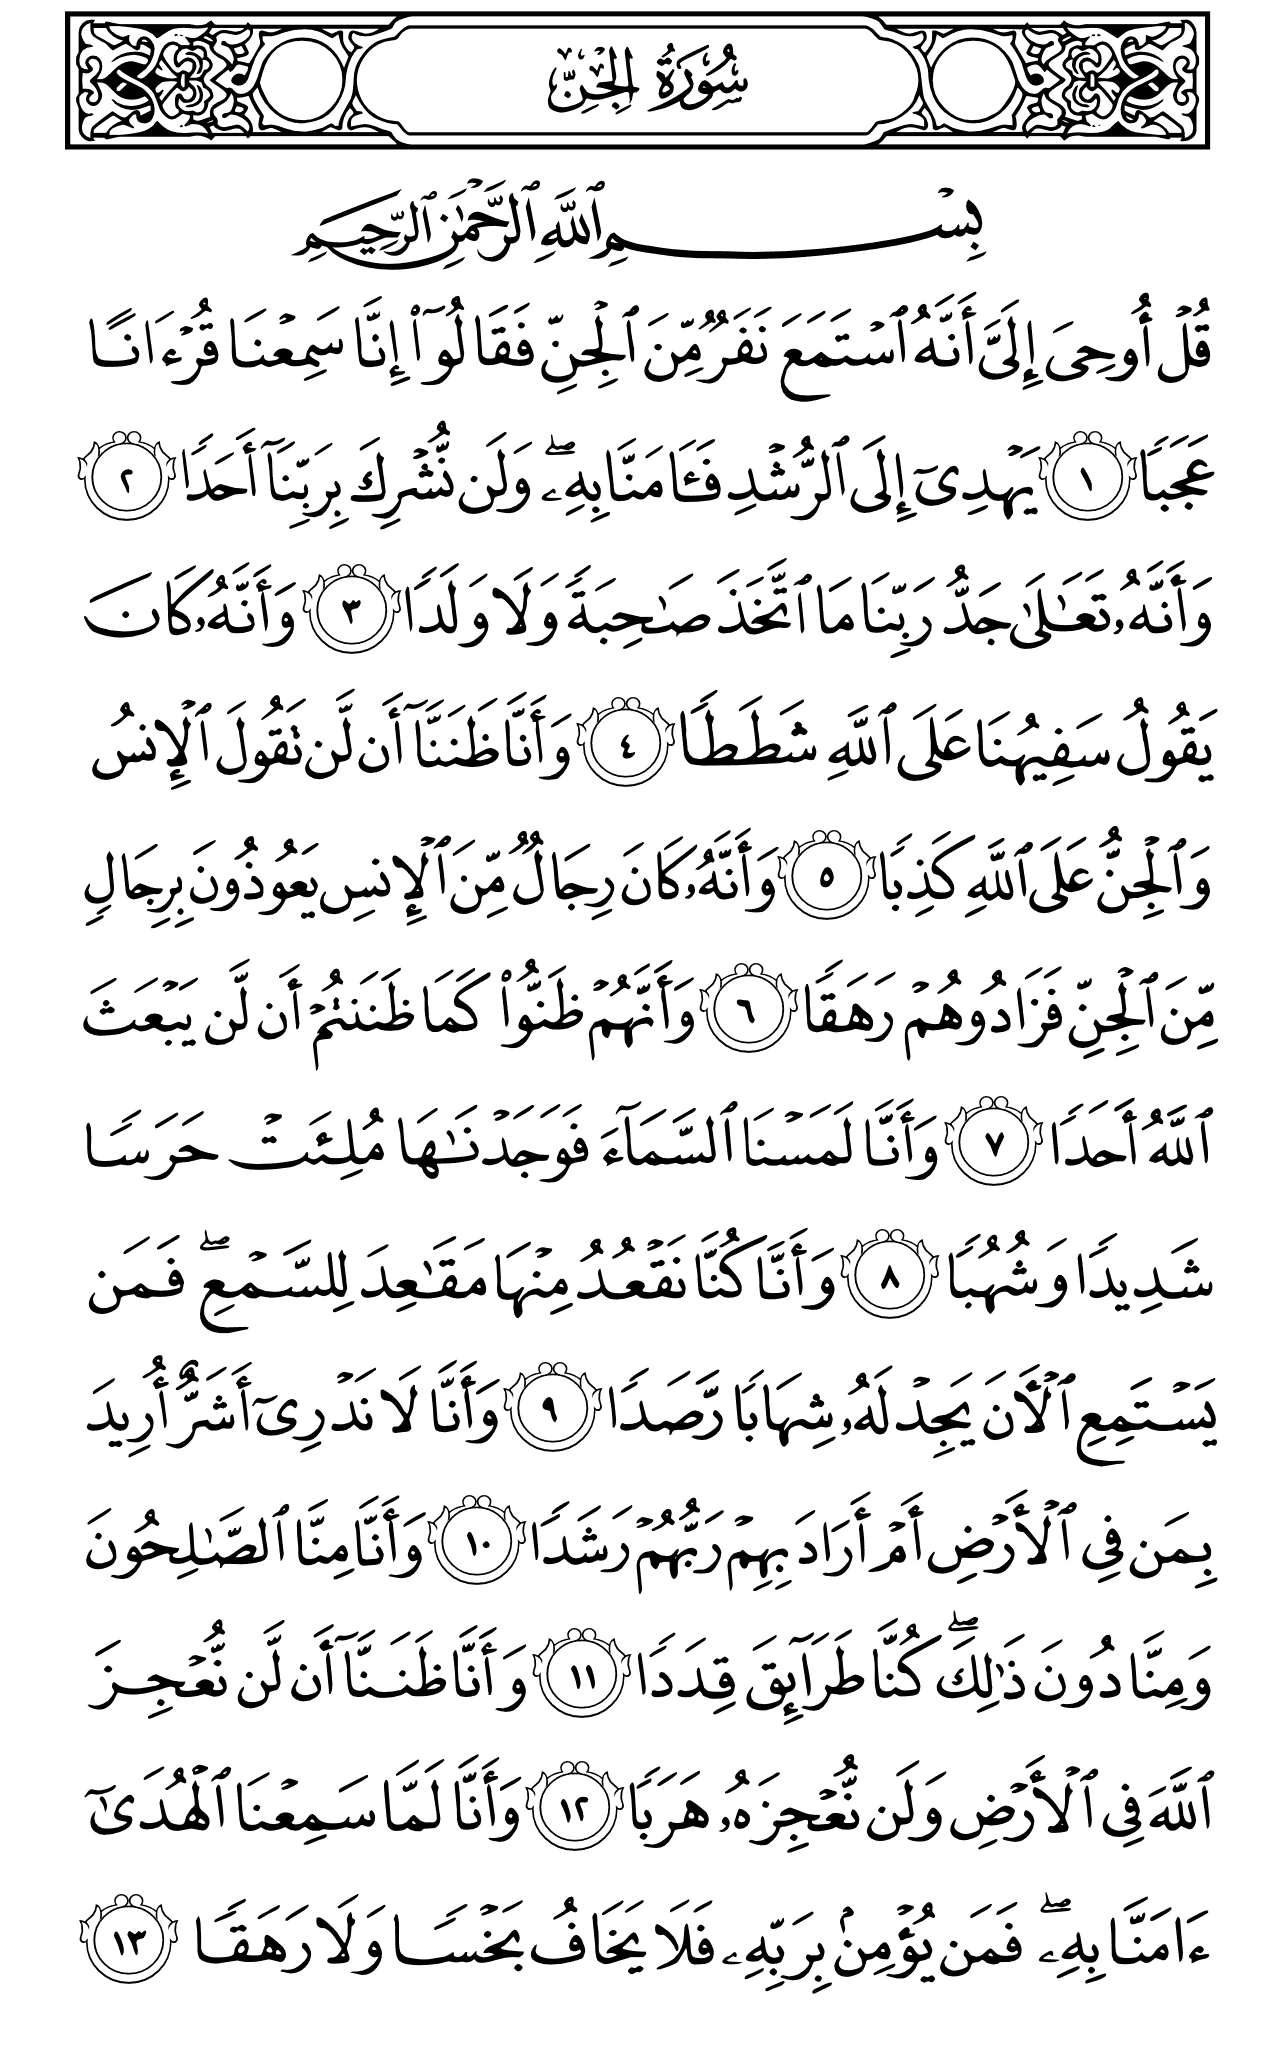 سُورَةُ الجِنِّ
بِسْمِ ٱللَّهِ ٱلرَّحْمَٰنِ ٱلرَّحِيمِ
قُلْ أُوحِىَ إِلَىَّ أَنَّهُ ٱسْتَمَعَ نَفَرٌ مِّنَ ٱلْجِنِّ فَقَالُوٓا۟ إِنَّا سَمِعْنَا قُرْءَانًا
عَجَبًا ١ يَهْدِىٓ إِلَى ٱلرُّشْدِ فَـَٔامَنَّا بِهِۦ ۖ وَلَن نُّشْرِكَ بِرَبِّنَآ أَحَدًا ٢
وَأَنَّهُۥ تَعَٰلَىٰ جَدُّ رَبِّنَا مَا ٱتَّخَذَ صَٰحِبَةً وَلَا وَلَدًا ٣ وَأَنَّهُۥ كَانَ
يَقُولُ سَفِيهُنَا عَلَى ٱللَّهِ شَطَطًا ٤ وَأَنَّا ظَنَنَّآ أَن لَّن تَقُولَ ٱلْإِنسُ
وَٱلْجِنُّ عَلَى ٱللَّهِ كَذِبًا ٥ وَأَنَّهُۥ كَانَ رِجَالٌ مِّنَ ٱلْإِنسِ يَعُوذُونَ بِرِجَالٍ
مِّنَ ٱلْجِنِّ فَزَادُوهُمْ رَهَقًا ٦ وَأَنَّهُمْ ظَنُّوا۟ كَمَا ظَنَنتُمْ أَن لَّن يَبْعَثَ
ٱللَّهُ أَحَدًا ٧ وَأَنَّا لَمَسْنَا ٱلسَّمَآءَ فَوَجَدْنَٰهَا مُلِئَتْ حَرَسًا
شَدِيدًا وَشُهُبًا ٨ وَأَنَّا كُنَّا نَقْعُدُ مِنْهَا مَقَٰعِدَ لِلسَّمْعِ ۖ فَمَن
يَسْتَمِعِ ٱلْـَٔانَ يَجِدْ لَهُۥ شِهَابًا رَّصَدًا ٩ وَأَنَّا لَا نَدْرِىٓ أَشَرٌّ أُرِيدَ
بِمَن فِى ٱلْأَرْضِ أَمْ أَرَادَ بِهِمْ رَبُّهُمْ رَشَدًا ١٠ وَأَنَّا مِنَّا ٱلصَّٰلِحُونَ
وَمِنَّا دُونَ ذَٰلِكَ ۖ كُنَّا طَرَآئِقَ قِدَدًا ١١ وَأَنَّا ظَنَنَّآ أَن لَّن نُّعْجِزَ
ٱللَّهَ فِى ٱلْأَرْضِ وَلَن نُّعْجِزَهُۥ هَرَبًا ١٢ وَأَنَّا لَمَّا سَمِعْنَا ٱلْهُدَىٰٓ
ءَامَنَّا بِهِۦ ۖ فَمَن يُؤْمِنۢ بِرَبِّهِۦ فَلَا يَخَافُ بَخْسًا وَلَا رَهَقًا ١٣